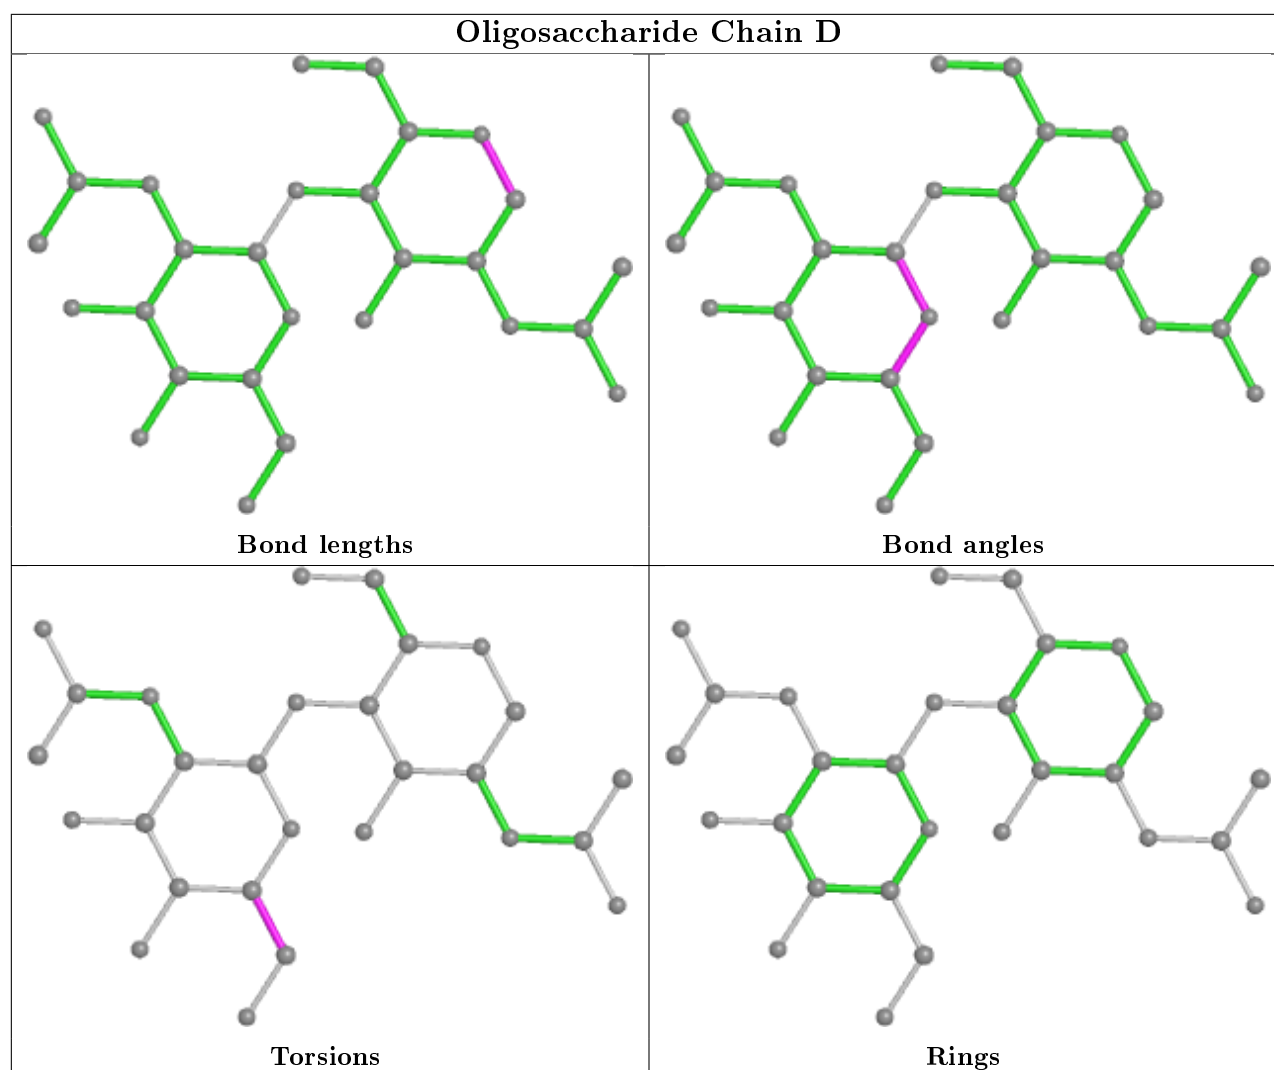 Oligosaccharide Chain D
Bond lengths
Bond angles
Torsions
Rings